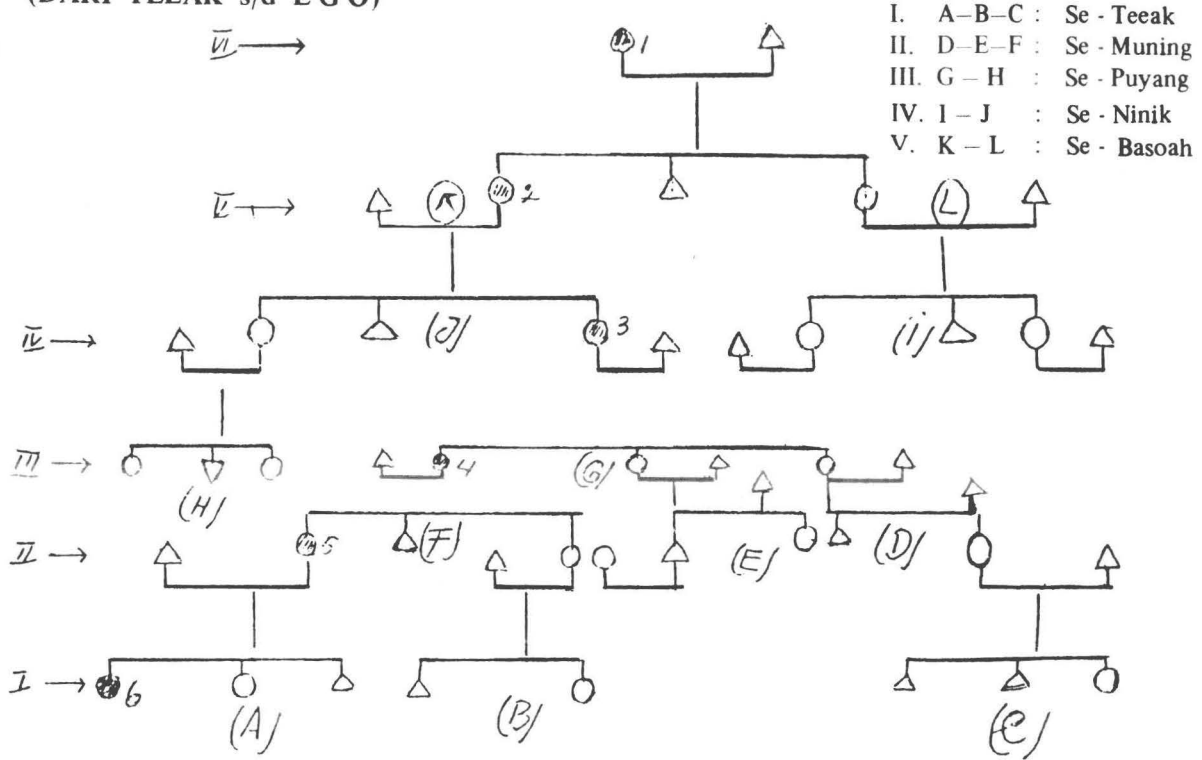 (DARI TEEAK s/d EGO)
I. A–B–C : Se - Teeak
II. D–E–F : Se - Muning
III. G – H : Se - Puyang
IV. I – J : Se - Ninik
V. K – L : Se - Basoah
VI 1
V K 2 L
IV (J) 3 (i)
III (H) 4 (G)
II 5 (F) (E) (D)
I 6 (A) (B) (C)